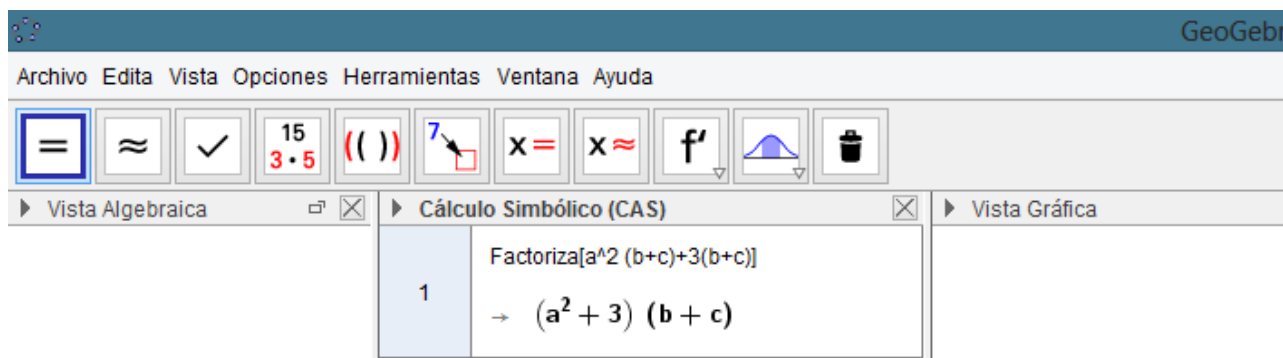 GeoGebr
Archivo Edita Vista Opciones Herramientas Ventana Ayuda
= ≈ ✓ 15 3·5 (( )) 7 x= x≈ f′
Vista Algebraica
Cálculo Simbólico (CAS)
Vista Gráfica
Factoriza[a^2 (b+c)+3(b+c)]
1
→ (a² + 3) (b + c)